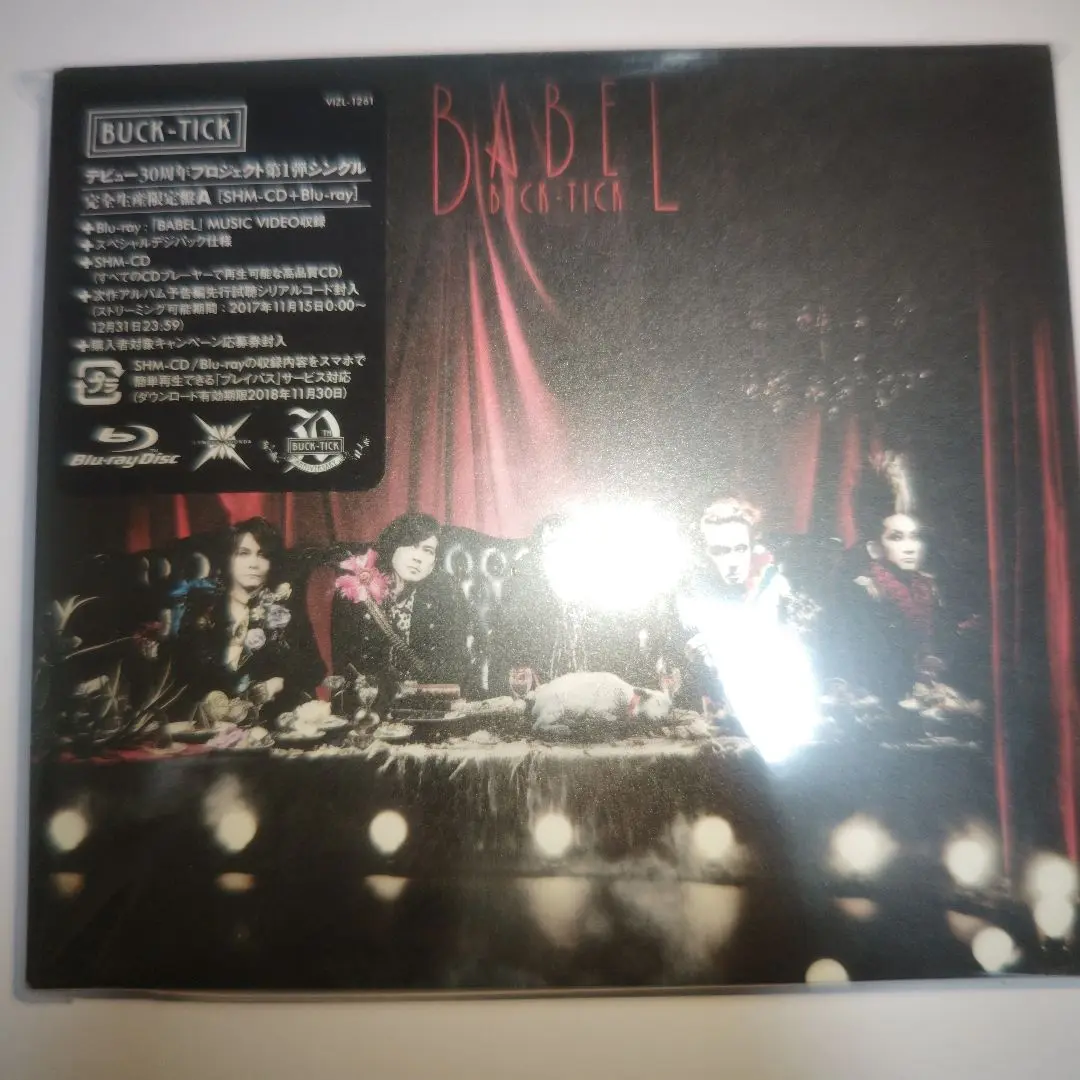 VIZL-1261
BUCK-TICK
デビュー30周年プロジェクト第1弾シングル
完全生産限定盤A [SHM-CD+Blu-ray]
✚Blu-ray：「BABEL」MUSIC VIDEO収録
✚スペシャルデジパック仕様
✚SHM-CD
(すべてのCDプレーヤーで再生可能な高品質CD)
✚次作アルバム予告編先行試聴シリアルコード封入
(ストリーミング可能期間：2017年11月15日0:00〜
12月31日23:59)
✚購入者対象キャンペーン応募券封入
プレ
SHM-CD/Blu-rayの収録内容をスマホで
簡単再生できる「プレイパス」サービス対応
(ダウンロード有効期限2018年11月30日)
Blu-ray Disc
30TH
BUCK-TICK
ANNIVERSARY
BABEL
BUCK-TICK